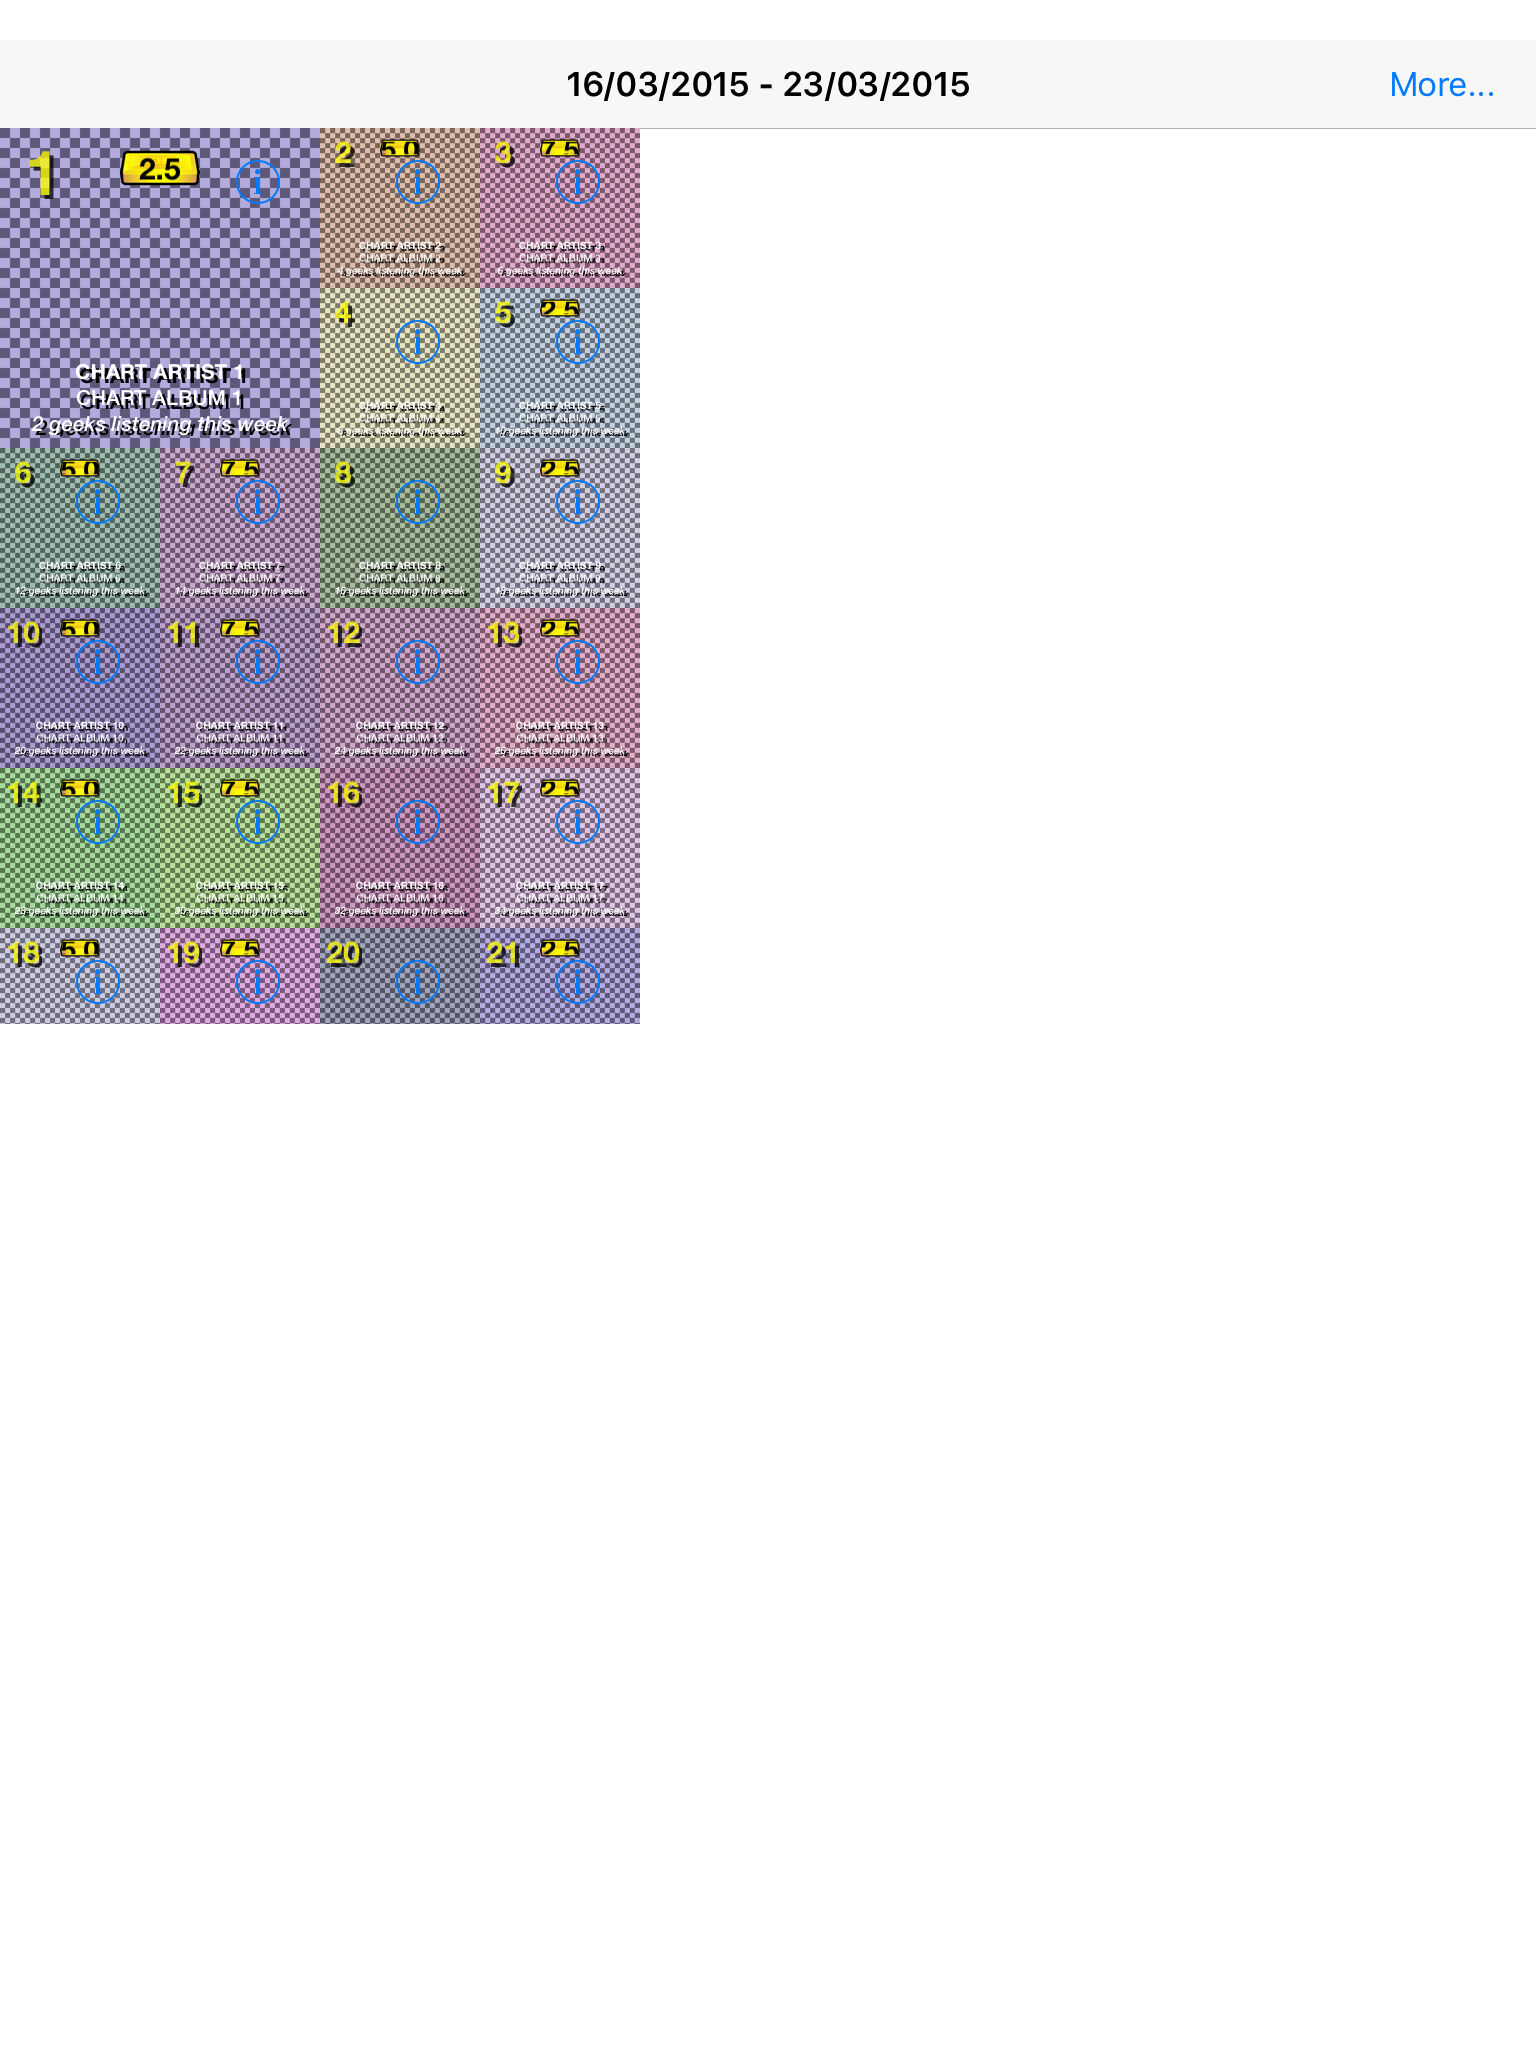 16/03/2015 - 23/03/2015
More...
1
2.5
CHART ARTIST 1
CHART ALBUM 1
2 geeks listening this week
2
5.0
CHART ARTIST 2
CHART ALBUM 2
4 geeks listening this week
3
7.5
CHART ARTIST 3
CHART ALBUM 3
6 geeks listening this week
4
CHART ARTIST 4
CHART ALBUM 4
8 geeks listening this week
5
2.5
CHART ARTIST 5
CHART ALBUM 5
10 geeks listening this week
6
5.0
CHART ARTIST 6
CHART ALBUM 6
12 geeks listening this week
7
7.5
CHART ARTIST 7
CHART ALBUM 7
14 geeks listening this week
8
CHART ARTIST 8
CHART ALBUM 8
16 geeks listening this week
9
2.5
CHART ARTIST 9
CHART ALBUM 9
18 geeks listening this week
10
5.0
CHART ARTIST 10
CHART ALBUM 10
20 geeks listening this week
11
7.5
CHART ARTIST 11
CHART ALBUM 11
22 geeks listening this week
12
CHART ARTIST 12
CHART ALBUM 12
24 geeks listening this week
13
2.5
CHART ARTIST 13
CHART ALBUM 13
26 geeks listening this week
14
5.0
CHART ARTIST 14
CHART ALBUM 14
28 geeks listening this week
15
7.5
CHART ARTIST 15
CHART ALBUM 15
30 geeks listening this week
16
CHART ARTIST 16
CHART ALBUM 16
32 geeks listening this week
17
2.5
CHART ARTIST 17
CHART ALBUM 17
34 geeks listening this week
18
5.0
19
7.5
20
21
2.5